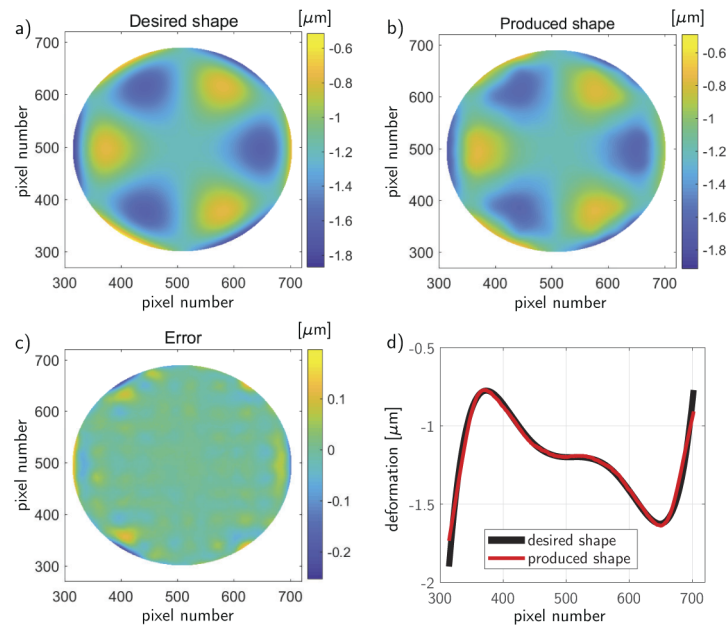 a)
Desired shape
[μm]
700
600
500
400
300
300 400 500 600 700
pixel number
pixel number
-0.6
-0.8
-1
-1.2
-1.4
-1.6
-1.8
b)
Produced shape
[μm]
700
600
500
400
300
300 400 500 600 700
pixel number
pixel number
-0.6
-0.8
-1
-1.2
-1.4
-1.6
-1.8
c)
Error
[μm]
700
600
500
400
300
300 400 500 600 700
pixel number
pixel number
0.1
0
-0.1
-0.2
d)
-0.5
-1
-1.5
-2
300 400 500 600 700
deformation [μm]
pixel number
desired shape
produced shape